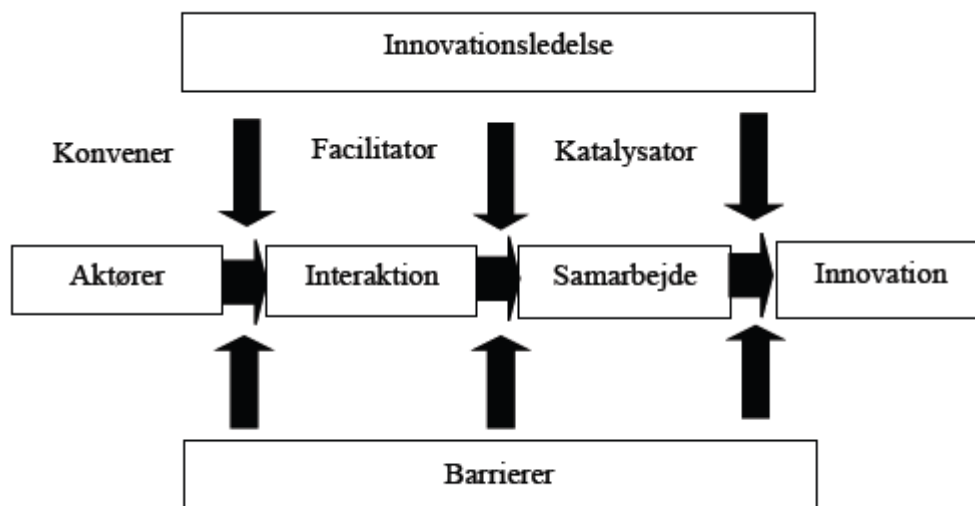 Innovationsledelse
Konvener
Facilitator
Katalysator
Aktører
Interaktion
Samarbejde
Innovation
Barrierer